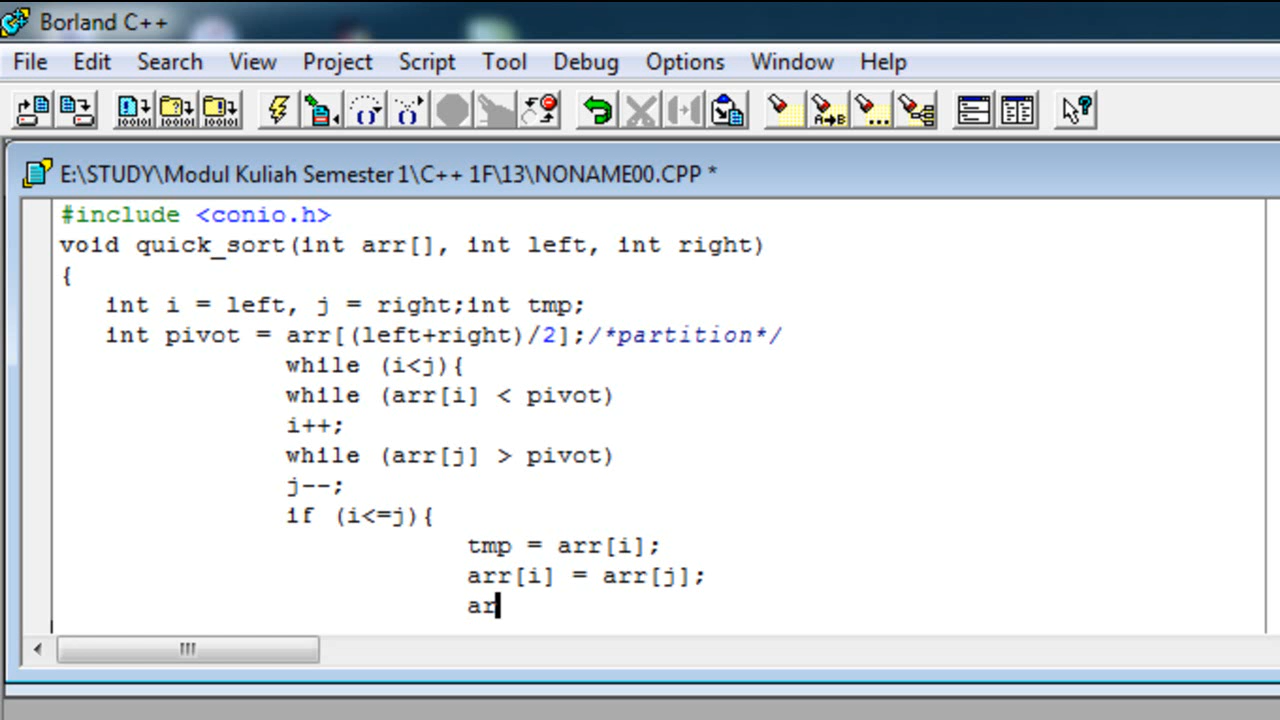 Borland C++
File Edit Search View Project Script Tool Debug Options Window Help
E:\STUDY\Modul Kuliah Semester 1\C++ 1F\13\NONAME00.CPP *
#include <conio.h>
void quick_sort(int arr[], int left, int right)
{
int i = left, j = right;int tmp;
int pivot = arr[(left+right)/2];/*partition*/
while (i<j){
while (arr[i] < pivot)
i++;
while (arr[j] > pivot)
j--;
if (i<=j){
tmp = arr[i];
arr[i] = arr[j];
ar